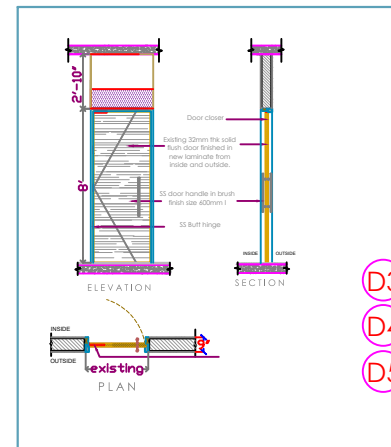 2'-10"
Door closer
Existing 32mm thk solid
flush door finished in
new laminate from
inside and outside.
8'
SS door handle in brush
finish size 600mm l
SS Butt hinge
INSIDE
OUTSIDE
ELEVATION
SECTION
D3
D4
D5
INSIDE
OUTSIDE
existing
PLAN